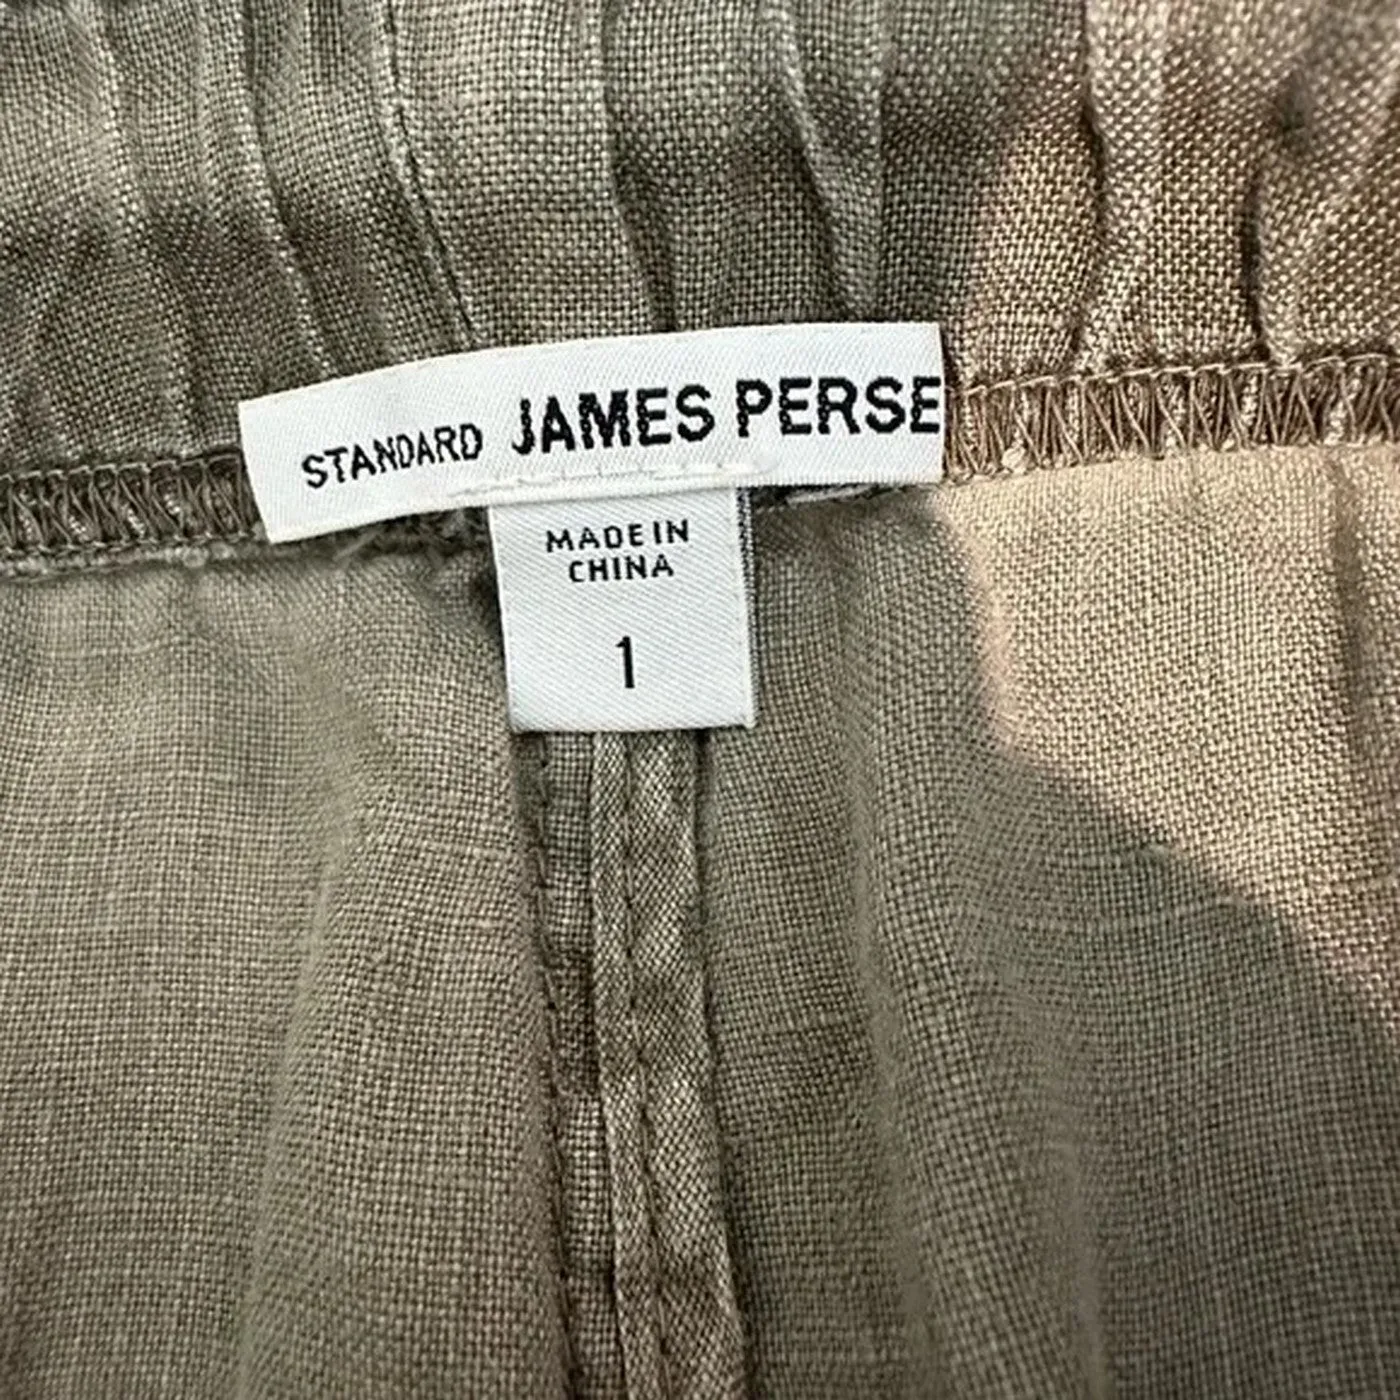 STANDARD JAMES PERSE
MADE IN
CHINA
1